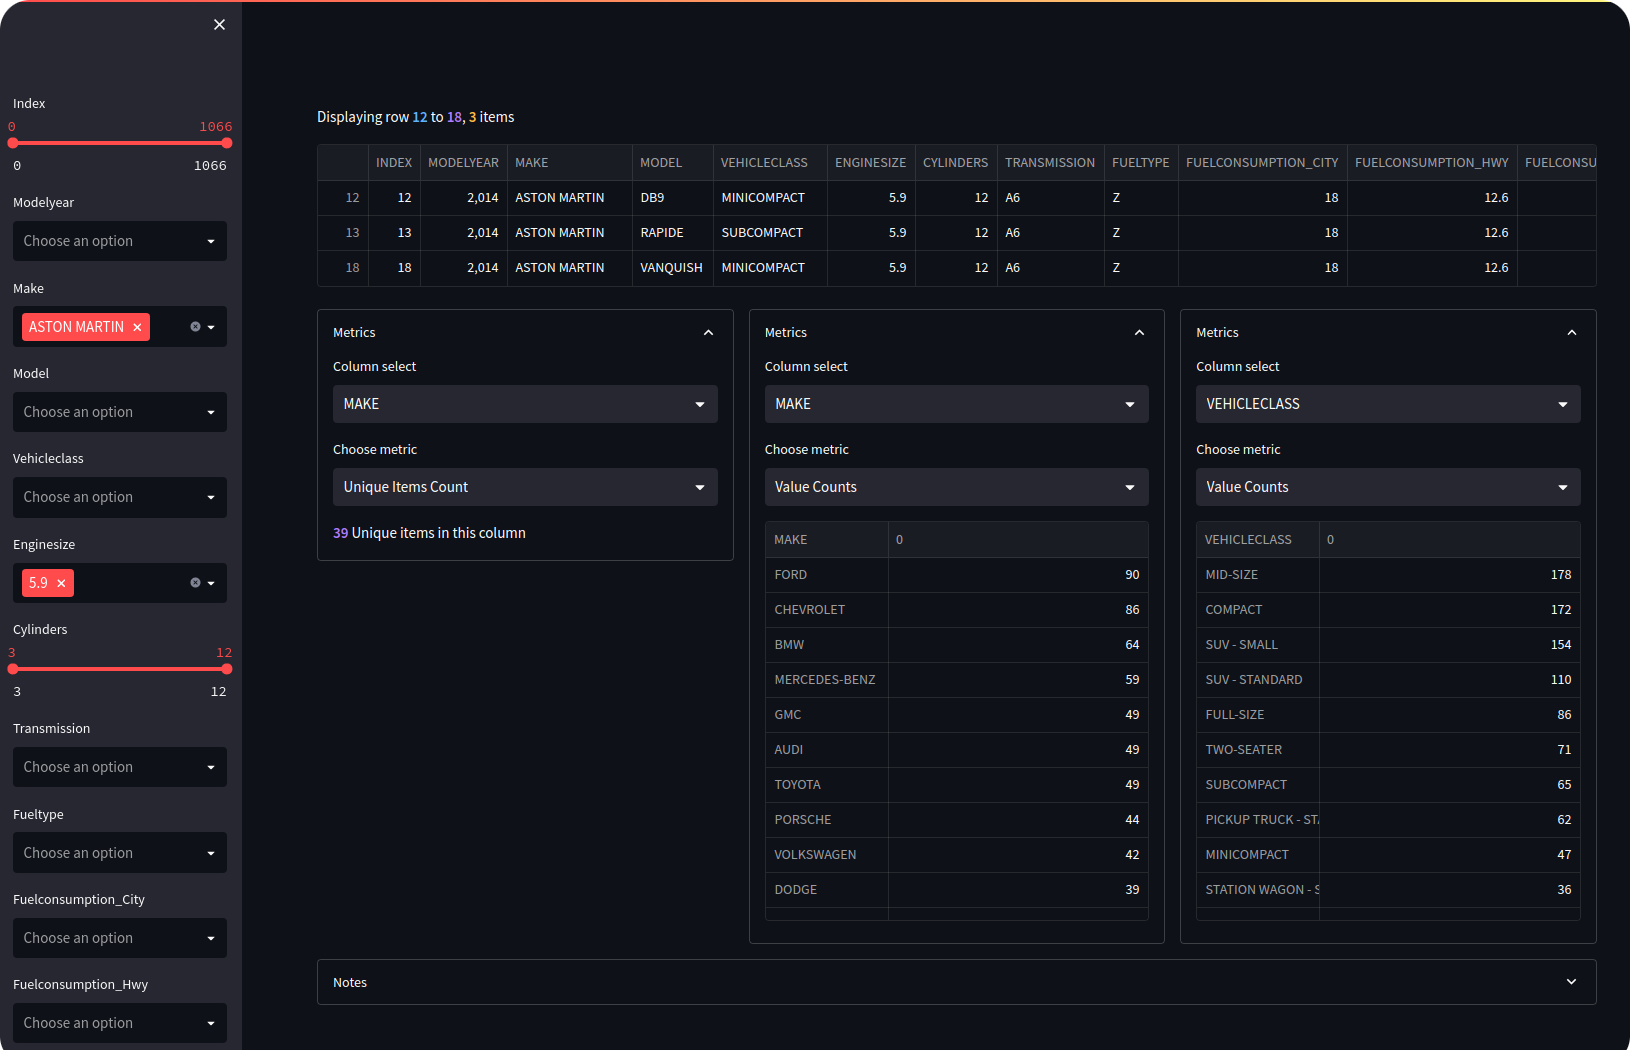 Index
0 1066
0 1066
Modelyear
Choose an option
Make
ASTON MARTIN
Model
Choose an option
Vehicleclass
Choose an option
Enginesize
5.9
Cylinders
3 12
3 12
Transmission
Choose an option
Fueltype
Choose an option
Fuelconsumption_City
Choose an option
Fuelconsumption_Hwy
Choose an option
Displaying row 12 to 18, 3 items
INDEX MODELYEAR MAKE MODEL VEHICLECLASS ENGINESIZE CYLINDERS TRANSMISSION FUELTYPE FUELCONSUMPTION_CITY FUELCONSUMPTION_HWY FUELCONSU
12 12 2,014 ASTON MARTIN DB9 MINICOMPACT 5.9 12 A6 Z 18 12.6
13 13 2,014 ASTON MARTIN RAPIDE SUBCOMPACT 5.9 12 A6 Z 18 12.6
18 18 2,014 ASTON MARTIN VANQUISH MINICOMPACT 5.9 12 A6 Z 18 12.6
Metrics
Column select
MAKE
Choose metric
Unique Items Count
39 Unique items in this column
Metrics
Column select
MAKE
Choose metric
Value Counts
MAKE 0
FORD 90
CHEVROLET 86
BMW 64
MERCEDES-BENZ 59
GMC 49
AUDI 49
TOYOTA 49
PORSCHE 44
VOLKSWAGEN 42
DODGE 39
Metrics
Column select
VEHICLECLASS
Choose metric
Value Counts
VEHICLECLASS 0
MID-SIZE 178
COMPACT 172
SUV - SMALL 154
SUV - STANDARD 110
FULL-SIZE 86
TWO-SEATER 71
SUBCOMPACT 65
PICKUP TRUCK - STA 62
MINICOMPACT 47
STATION WAGON - S 36
Notes